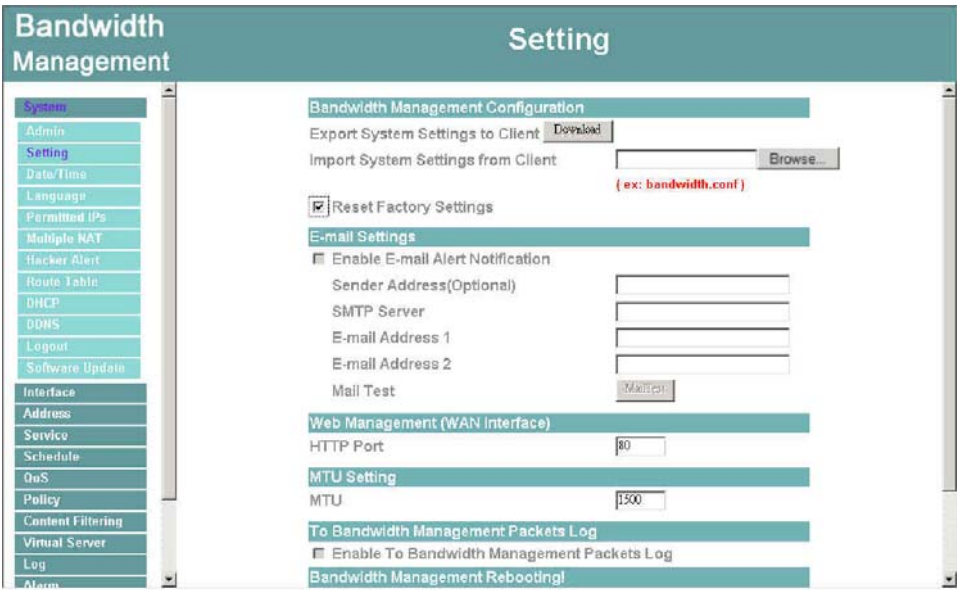 Bandwidth
Management
Setting
System
Admin
Setting
Date/Time
Language
Permitted IPs
Multiple NAT
Hacker Alert
Route Table
DHCP
DDNS
Logout
Software Update
Interface
Address
Service
Schedule
QoS
Policy
Content Filtering
Virtual Server
Log
Alarm
Bandwidth Management Configuration
Export System Settings to Client Download
Import System Settings from Client Browse...
( ex: bandwidth.conf )
Reset Factory Settings
E-mail Settings
Enable E-mail Alert Notification
Sender Address(Optional)
SMTP Server
E-mail Address 1
E-mail Address 2
Mail Test Mail Test
Web Management (WAN Interface)
HTTP Port 80
MTU Setting
MTU 1500
To Bandwidth Management Packets Log
Enable To Bandwidth Management Packets Log
Bandwidth Management Rebooting!